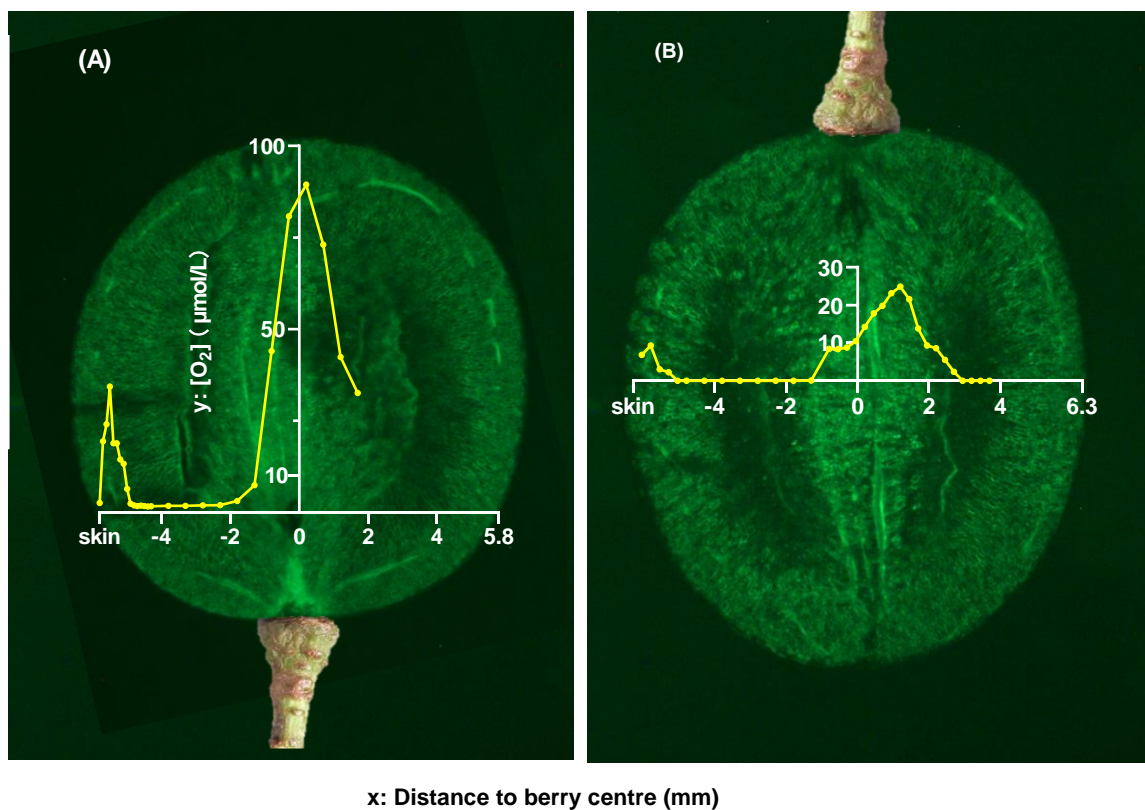 (A)
100
50
10
y: [O₂] ( µmol/L)
skin -4 -2 0 2 4 5.8
(B)
30
20
10
skin -4 -2 0 2 4 6.3
x: Distance to berry centre (mm)